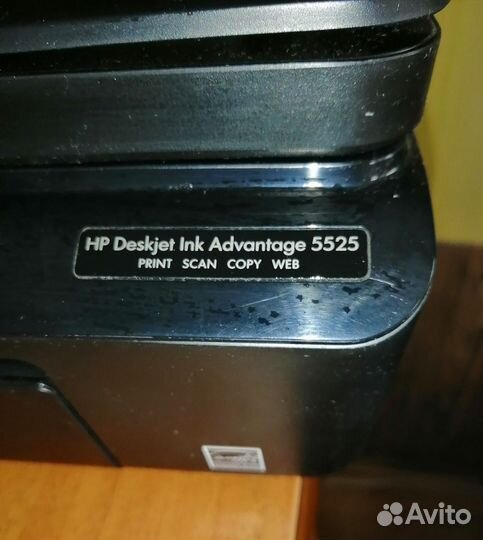 HP Deskjet Ink Advantage 5525
PRINT SCAN COPY WEB
Avito